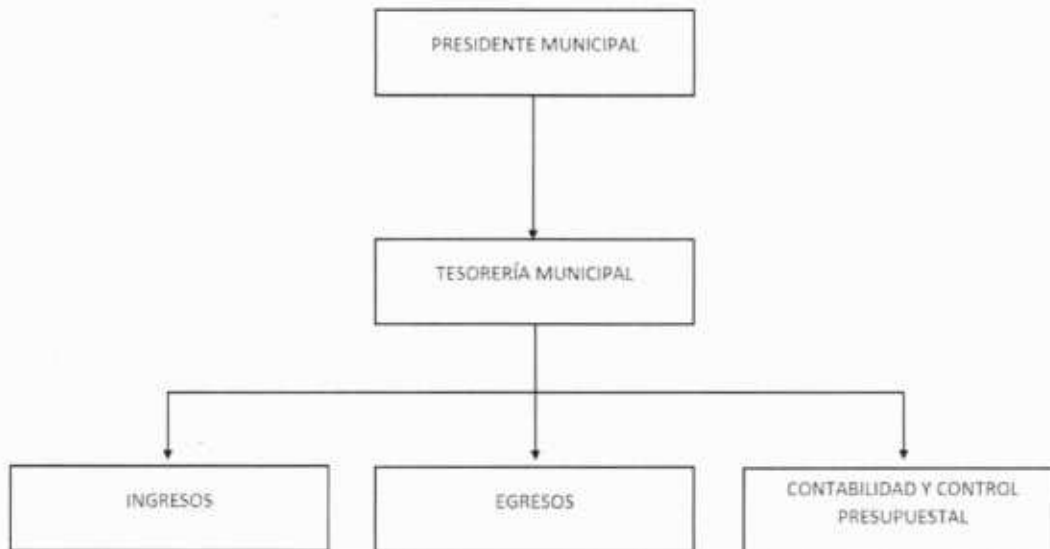 PRESIDENTE MUNICIPAL
TESORERÍA MUNICIPAL
INGRESOS
EGRESOS
CONTABILIDAD Y CONTROL
PRESUPUESTAL